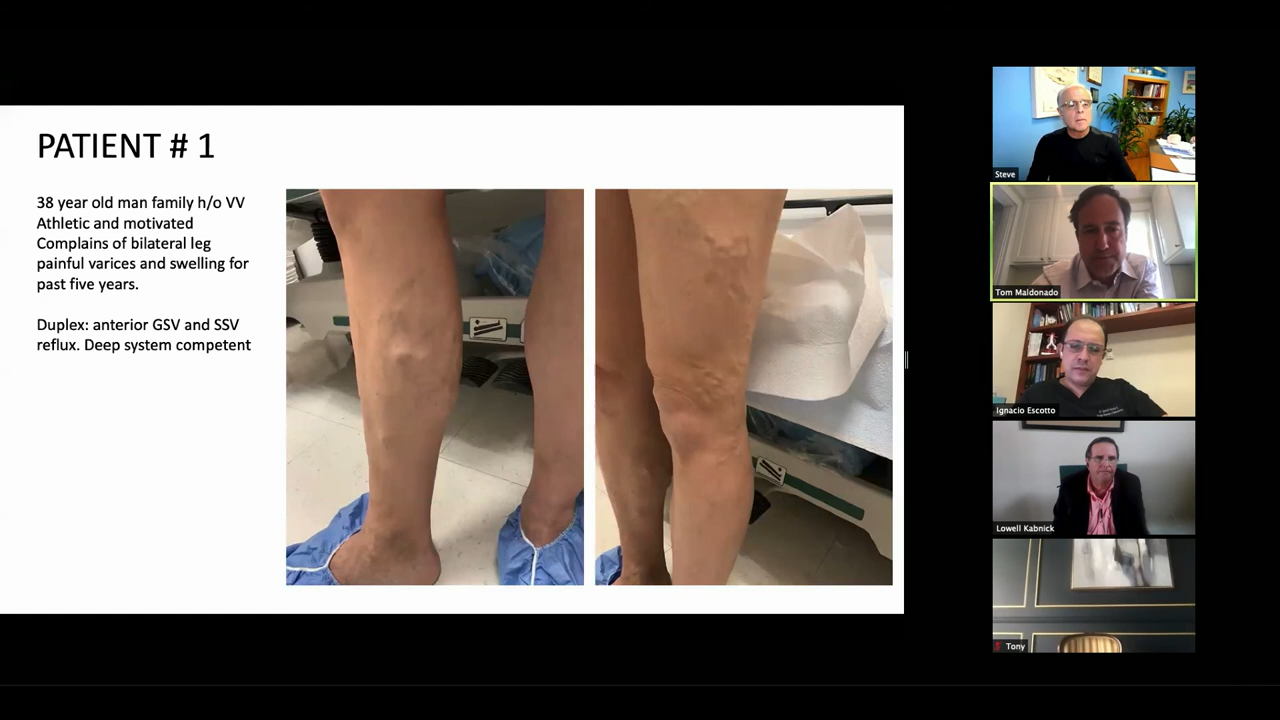 PATIENT # 1
38 year old man family h/o VV
Athletic and motivated
Complains of bilateral leg
painful varices and swelling for
past five years.
Duplex: anterior GSV and SSV
reflux. Deep system competent
Steve
Tom Maldonado
Ignacio Escotto
Lowell Kabnick
Tony